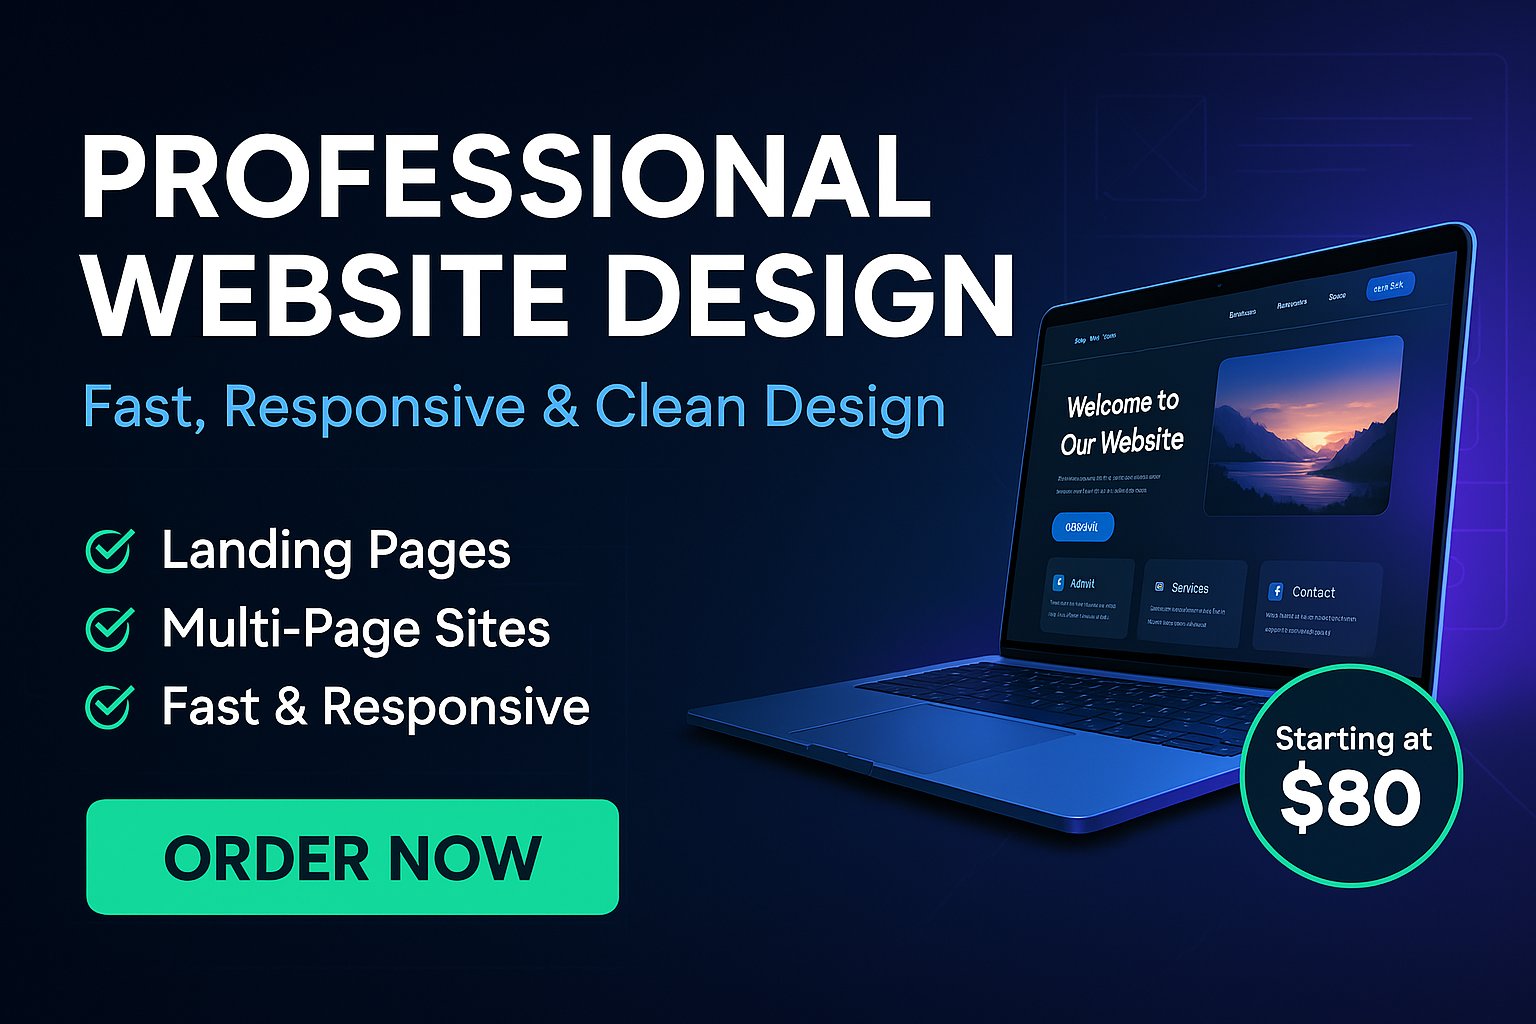 PROFESSIONAL
WEBSITE DESIGN
Fast, Responsive & Clean Design
Landing Pages
Multi-Page Sites
Fast & Responsive
ORDER NOW
Space
Welcome to
Our Website
Admit
Services
Contact
Starting at
$80